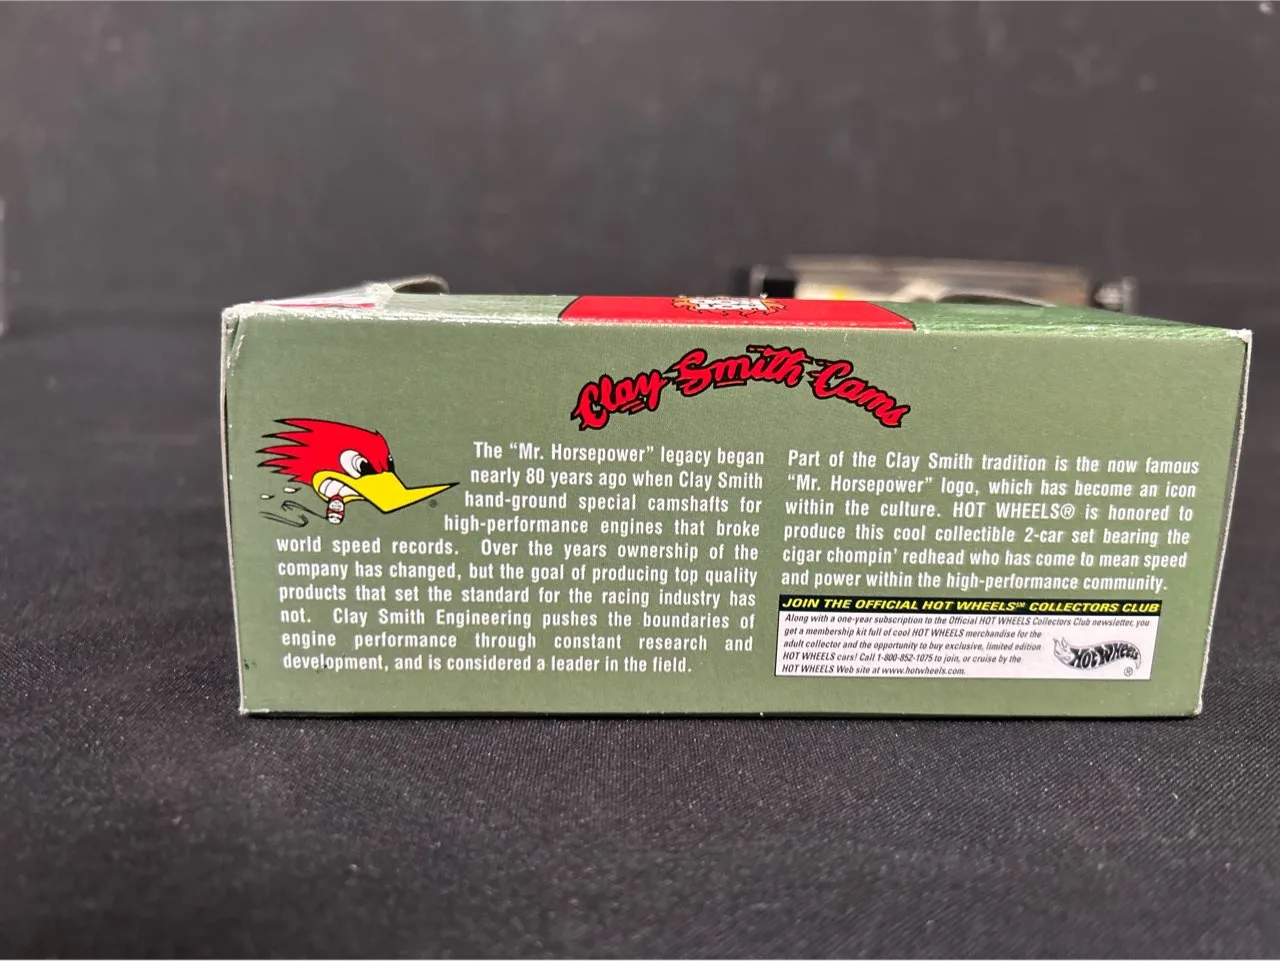 Clay Smith Cams
The "Mr. Horsepower" legacy began
nearly 80 years ago when Clay Smith
hand-ground special camshafts for
high-performance engines that broke
world speed records. Over the years ownership of the
company has changed, but the goal of producing top quality
products that set the standard for the racing industry has
not. Clay Smith Engineering pushes the boundaries of
engine performance through constant research and
development, and is considered a leader in the field.
Part of the Clay Smith tradition is the now famous
"Mr. Horsepower" logo, which has become an icon
within the culture. HOT WHEELS® is honored to
produce this cool collectible 2-car set bearing the
cigar chompin' redhead who has come to mean speed
and power within the high-performance community.
JOIN THE OFFICIAL HOT WHEELS℠ COLLECTORS CLUB
Along with a one-year subscription to the Official HOT WHEELS Collectors Club newsletter, you
get a membership kit full of cool HOT WHEELS merchandise for the
adult collector and the opportunity to buy exclusive, limited edition
HOT WHEELS cars! Call 1-800-852-1075 to join, or cruise by the
HOT WHEELS Web site at www.hotwheels.com.
Hot Wheels
®